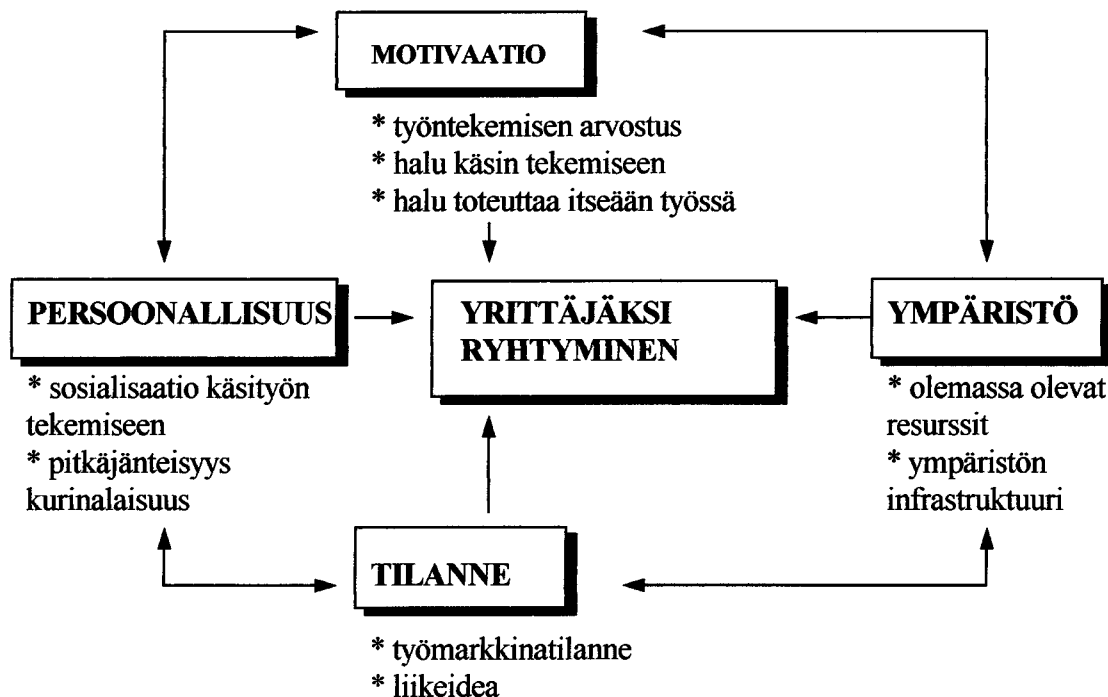 MOTIVAATIO
* työntekemisen arvostus
* halu käsin tekemiseen
* halu toteuttaa itseään työssä
PERSOONALLISUUS
* sosialisaatio käsityön
tekemiseen
* pitkäjänteisyys
kurinalaisuus
YRITTÄJÄKSI
RYHTYMINEN
YMPÄRISTÖ
* olemassa olevat
resurssit
* ympäristön
infrastruktuuri
TILANNE
* työmarkkinatilanne
* liikeidea